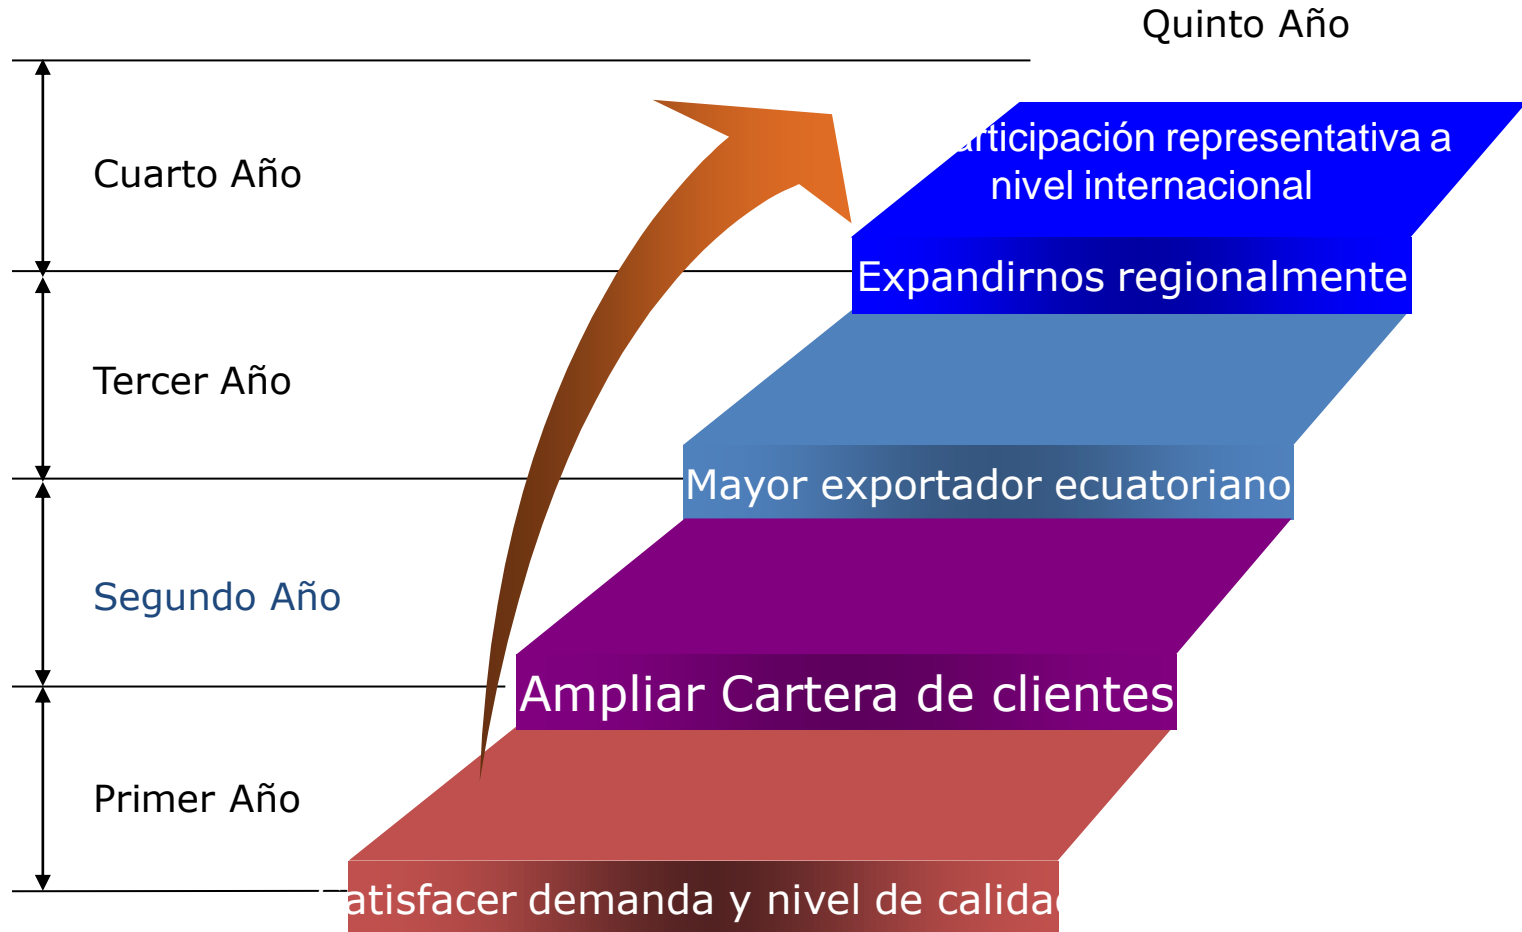 Quinto Año
Cuarto Año
articipación representativa a
nivel internacional
Expandirnos regionalmente
Tercer Año
Mayor exportador ecuatoriano
Segundo Año
Ampliar Cartera de clientes
Primer Año
atisfacer demanda y nivel de calida